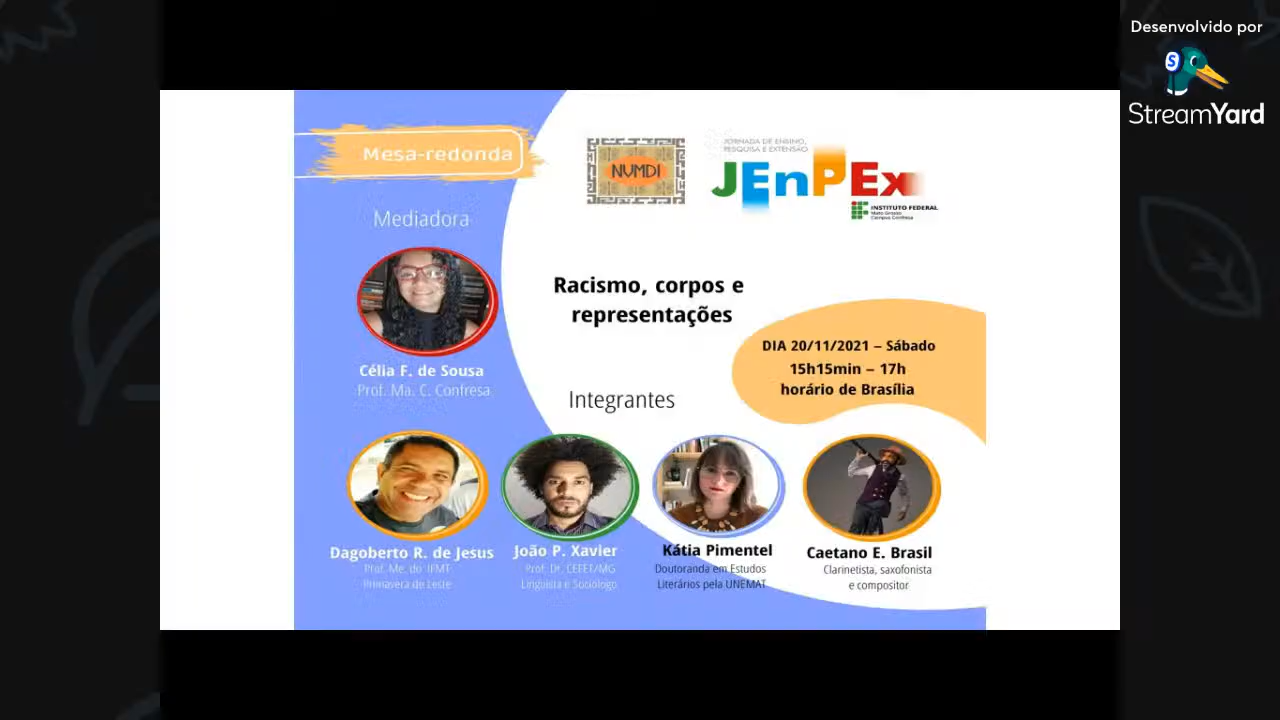 Desenvolvido por
S
StreamYard
Mesa-redonda
NUMDI
JORNADA DE ENSINO,
PESQUISA E EXTENSÃO
JEnPEx
INSTITUTO FEDERAL
Mato Grosso
Campus Confresa
Mediadora
Célia F. de Sousa
Prof. Ma. C. Confresa
Racismo, corpos e
representações
DIA 20/11/2021 – Sábado
15h15min – 17h
horário de Brasília
Integrantes
Dagoberto R. de Jesus
Prof. Me. do IFMT
Primavera de Leste
João P. Xavier
Prof. Dr. CEFET/MG
Linguista e Sociólogo
Kátia Pimentel
Doutoranda em Estudos
Literários pela UNEMAT
Caetano E. Brasil
Clarinetista, saxofonista
e compositor